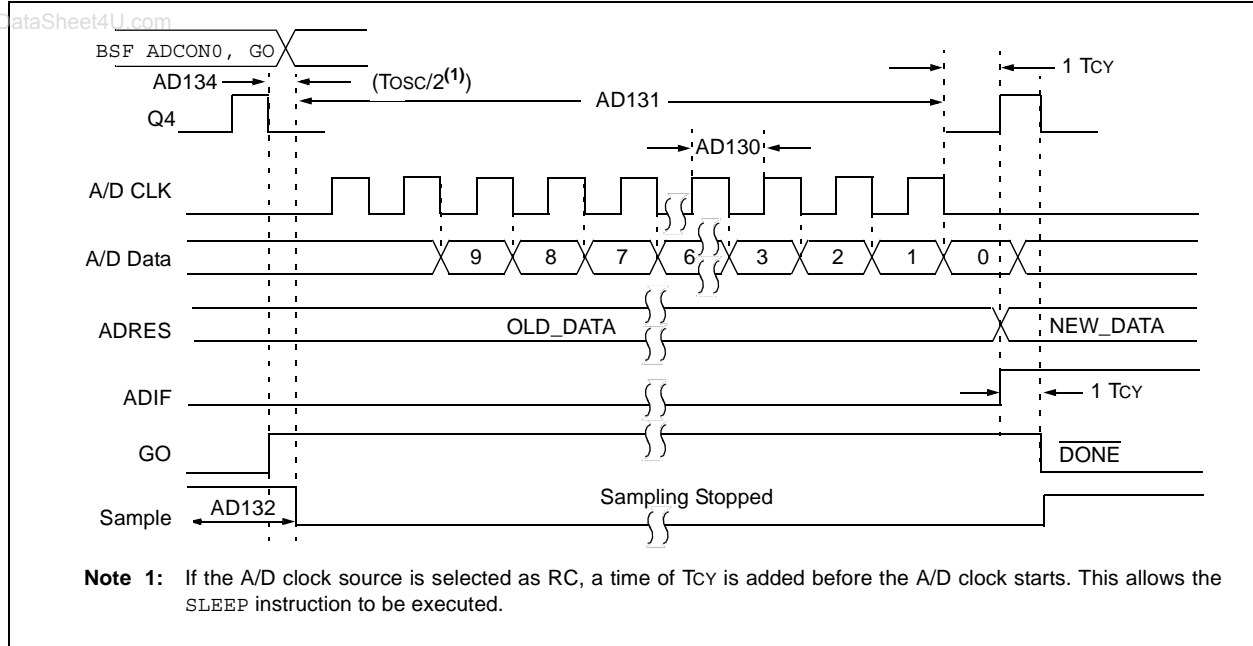 DataSheet4U.com
BSF ADCON0, GO
AD134 (TOSC/2(1)) 1 TCY
AD131
Q4
AD130
A/D CLK
A/D Data 9 8 7 6 3 2 1 0
ADRES OLD_DATA NEW_DATA
ADIF 1 TCY
GO DONE
Sampling Stopped
AD132
Sample
Note 1: If the A/D clock source is selected as RC, a time of TCY is added before the A/D clock starts. This allows the
SLEEP instruction to be executed.